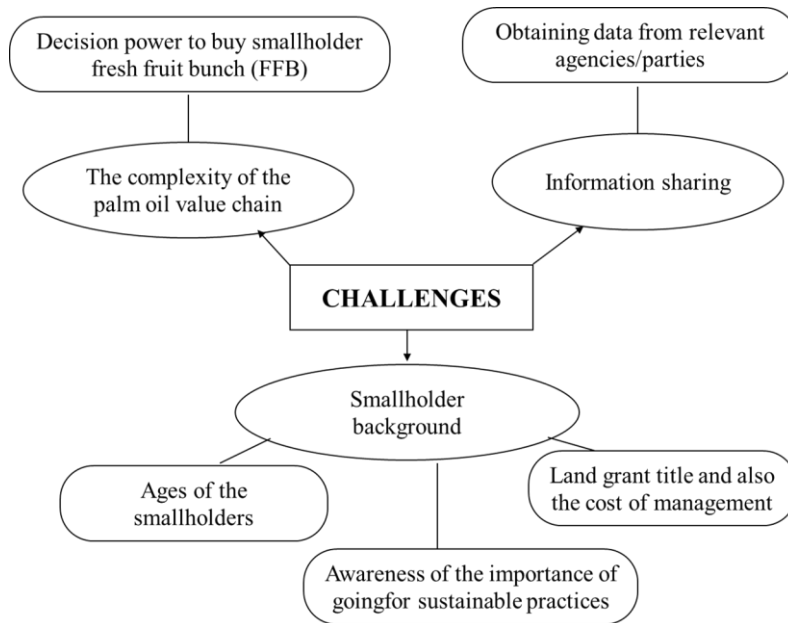 Decision power to buy smallholder
fresh fruit bunch (FFB)
Obtaining data from relevant
agencies/parties
The complexity of the
palm oil value chain
Information sharing
CHALLENGES
Smallholder
background
Ages of the
smallholders
Land grant title and also
the cost of management
Awareness of the importance of
goingfor sustainable practices